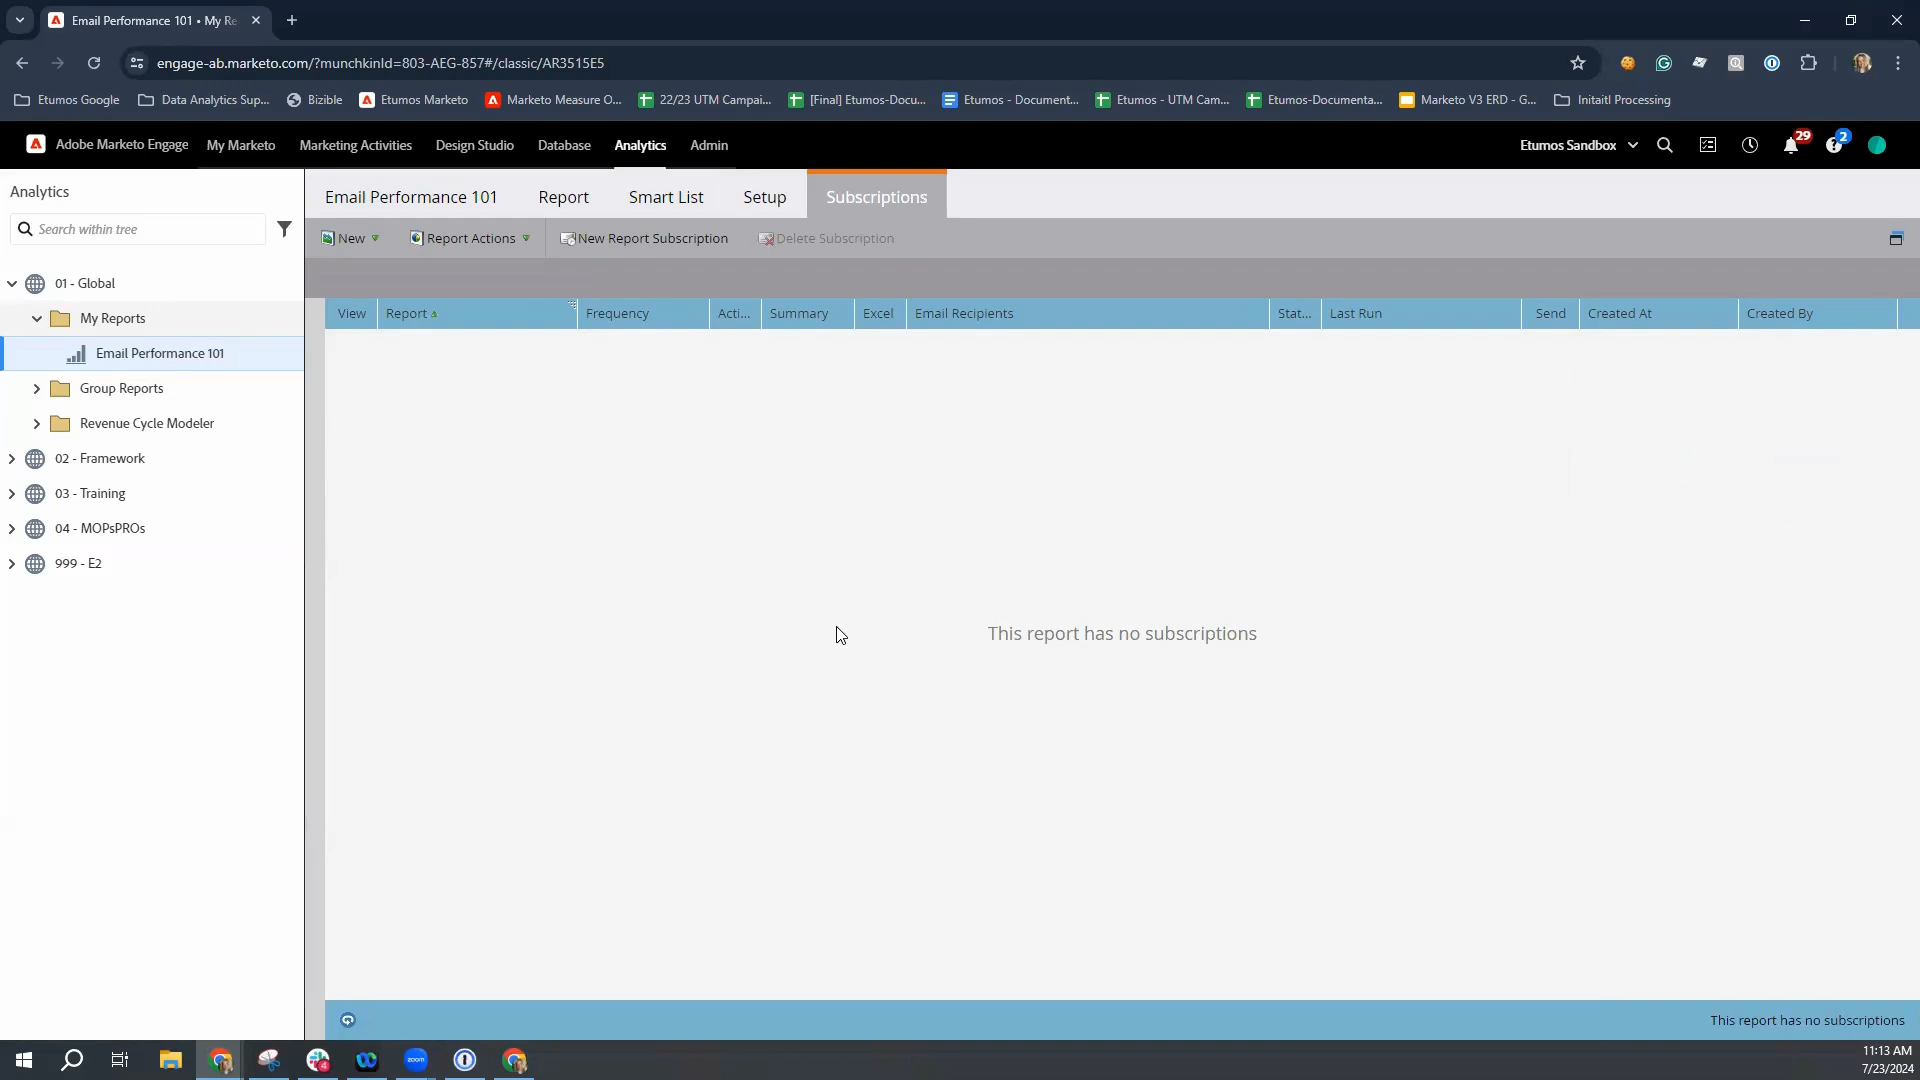 Email Performance 101 • My Re
engage-ab.marketo.com/?munchkinId=803-AEG-857#/classic/AR3515E5
Etumos Google
Data Analytics Sup...
Bizible
Etumos Marketo
Marketo Measure O...
22/23 UTM Campai...
[Final] Etumos-Docu...
Etumos - Document...
Etumos - UTM Cam...
Etumos-Documenta...
Marketo V3 ERD - G...
Initaitl Processing
Adobe Marketo Engage
My Marketo
Marketing Activities
Design Studio
Database
Analytics
Admin
Etumos Sandbox
29
2
Analytics
Search within tree
01 - Global
My Reports
Email Performance 101
Group Reports
Revenue Cycle Modeler
02 - Framework
03 - Training
04 - MOPsPROs
999 - E2
Email Performance 101
Report
Smart List
Setup
Subscriptions
New
Report Actions
New Report Subscription
Delete Subscription
View
Report
Frequency
Acti...
Summary
Excel
Email Recipients
Stat...
Last Run
Send
Created At
Created By
This report has no subscriptions
This report has no subscriptions
4
zoom
11:13 AM
7/23/2024